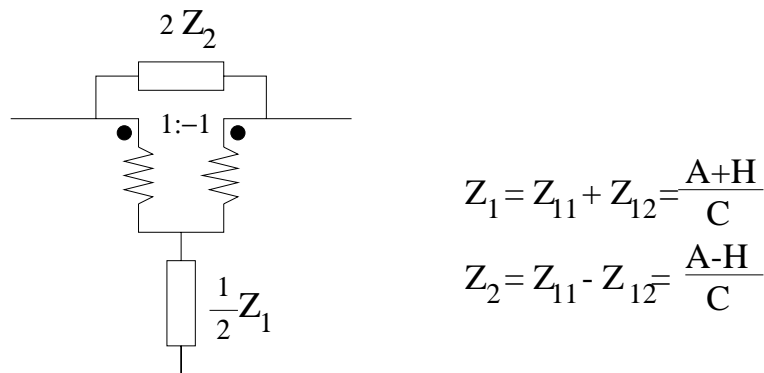 2 Z₂
1:−1
Z₁ = Z₁₁ + Z₁₂ = A+H / C
Z₂ = Z₁₁ - Z₁₂ = A-H / C
1/2 Z₁